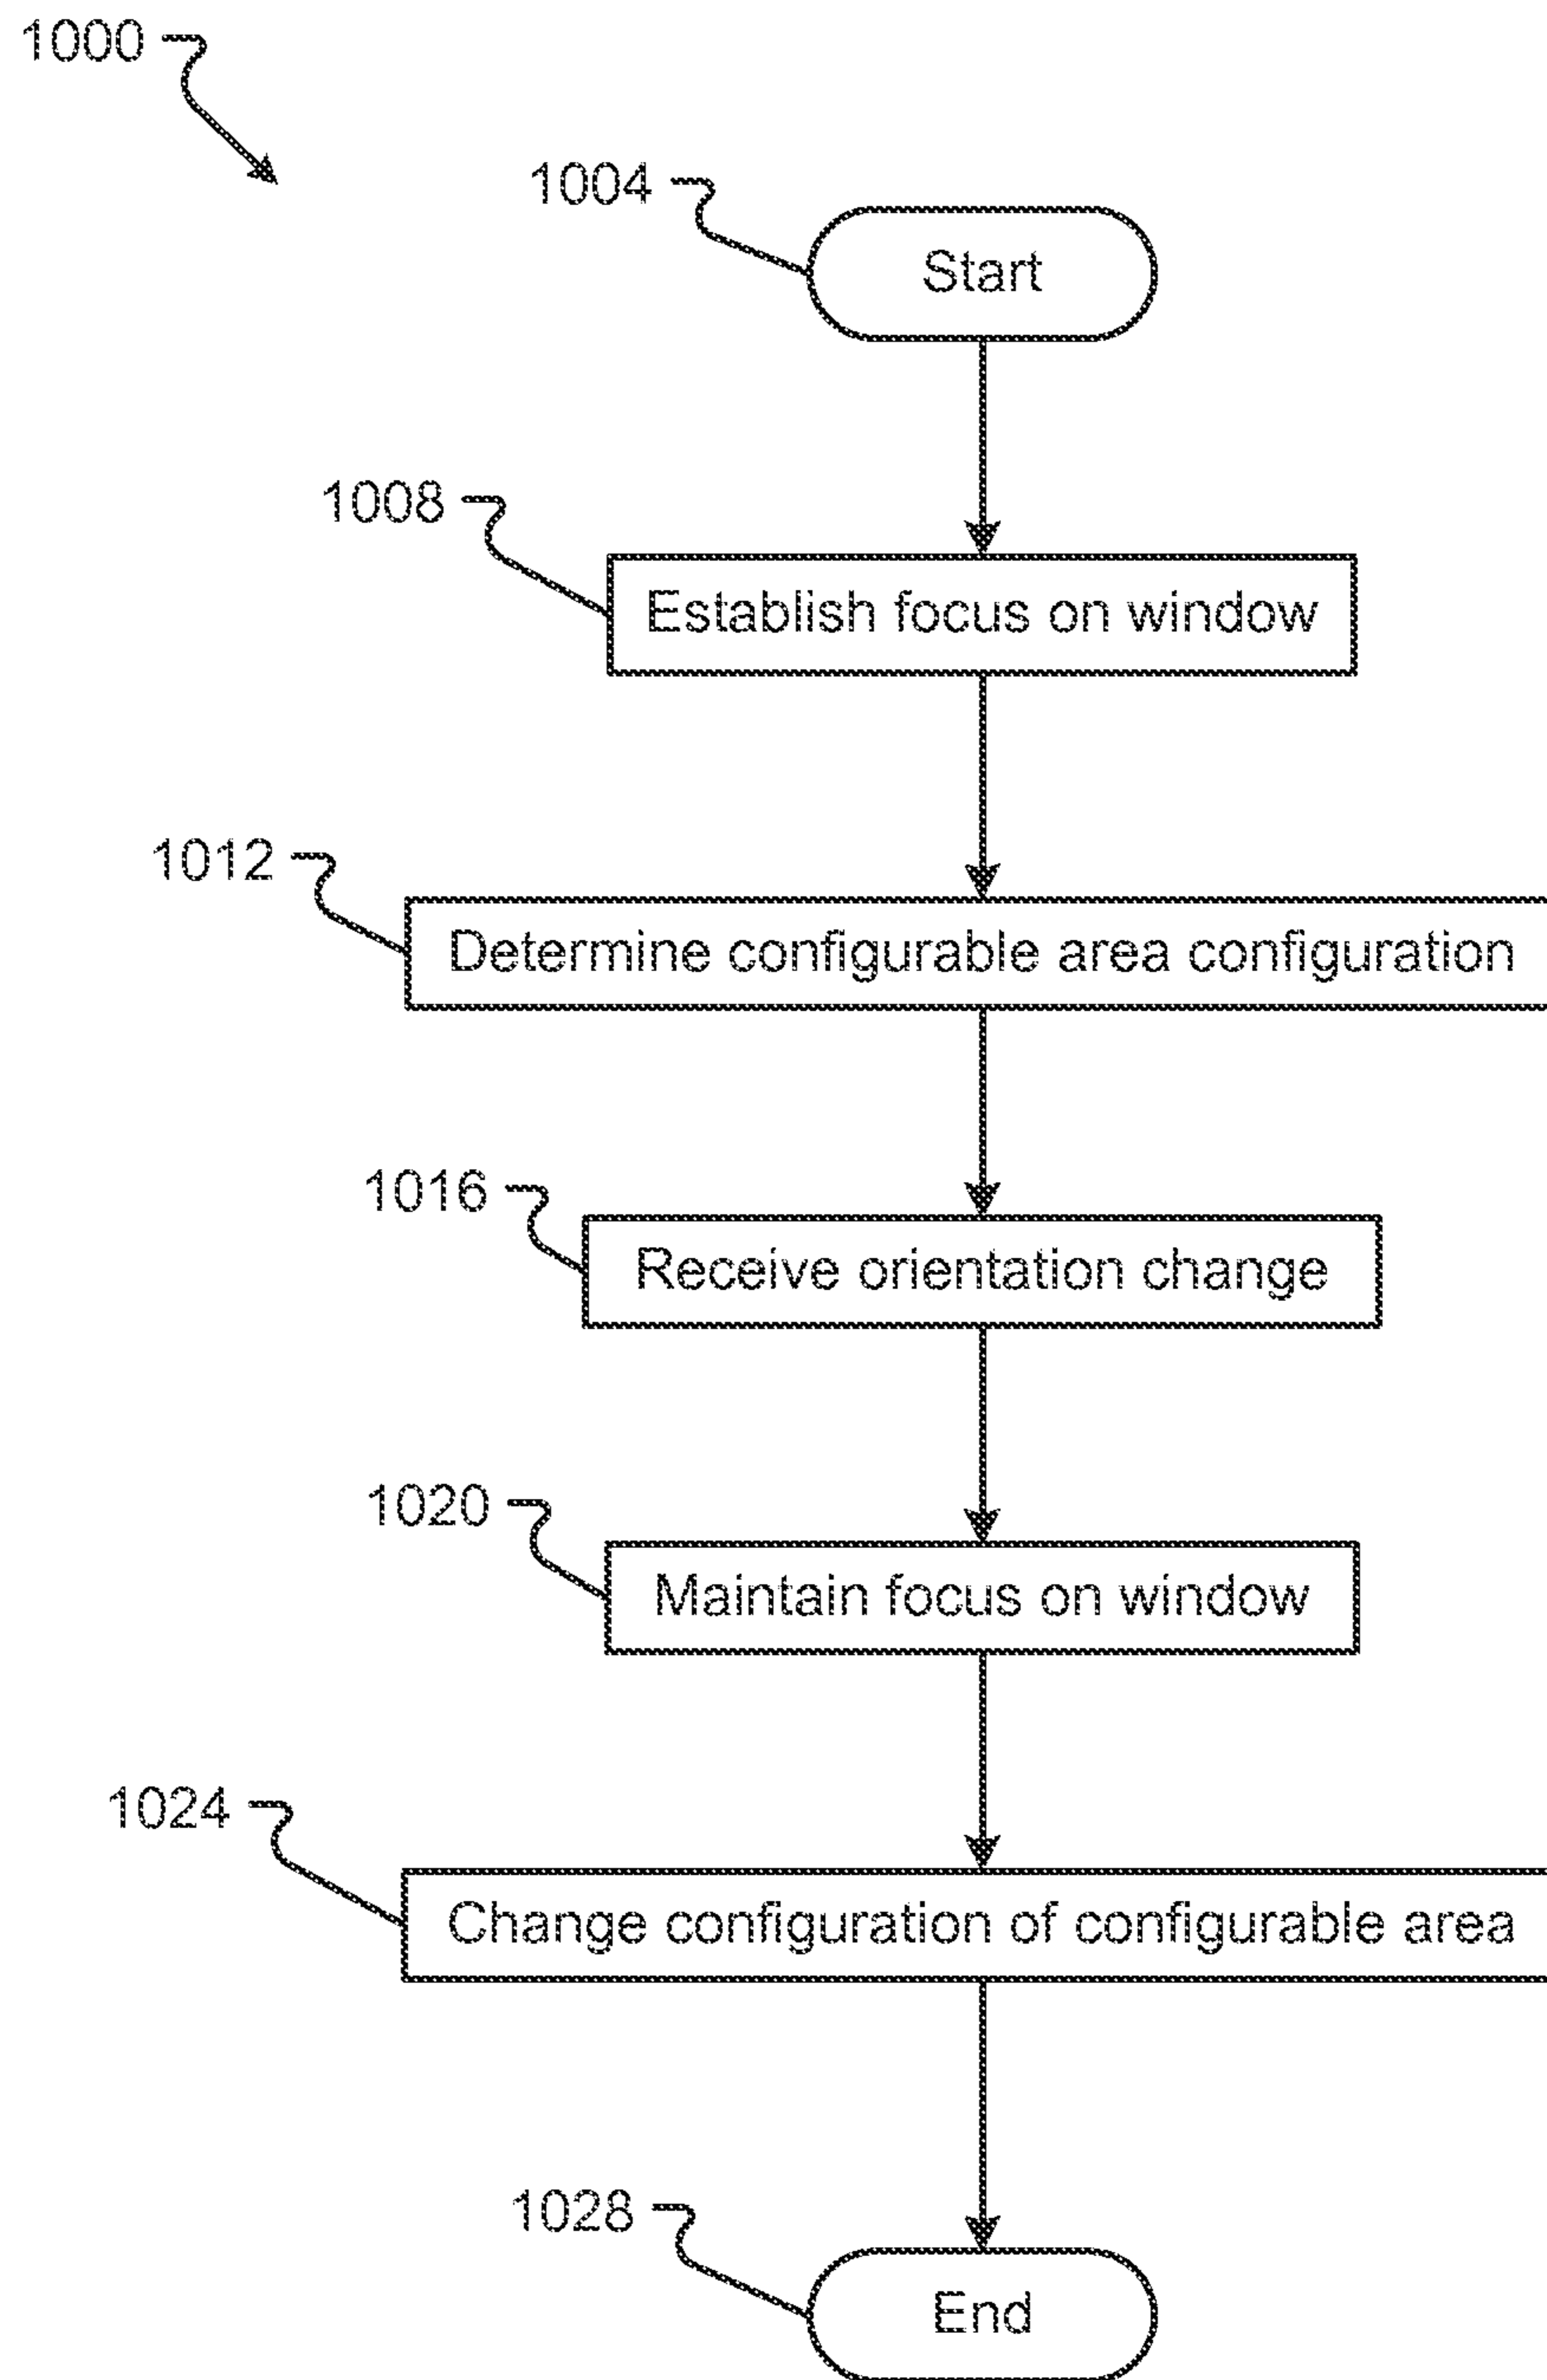 1000
1004
Start
1008
Establish focus on window
1012
Determine configurable area configuration
1016
Receive orientation change
1020
Maintain focus on window
1024
Change configuration of configurable area
1028
End